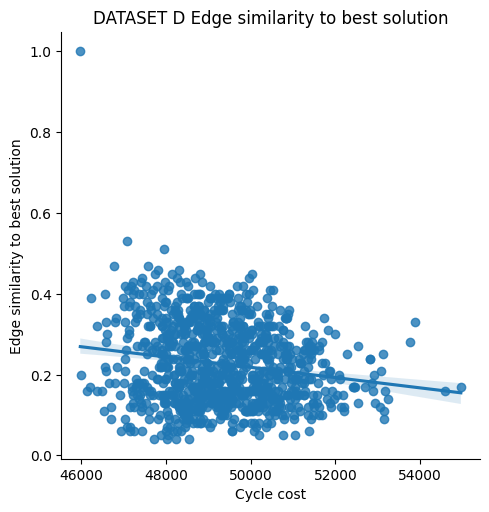 DATASET D Edge similarity to best solution
1.0
0.8
0.6
0.4
0.2
0.0
Edge similarity to best solution
46000 48000 50000 52000 54000
Cycle cost